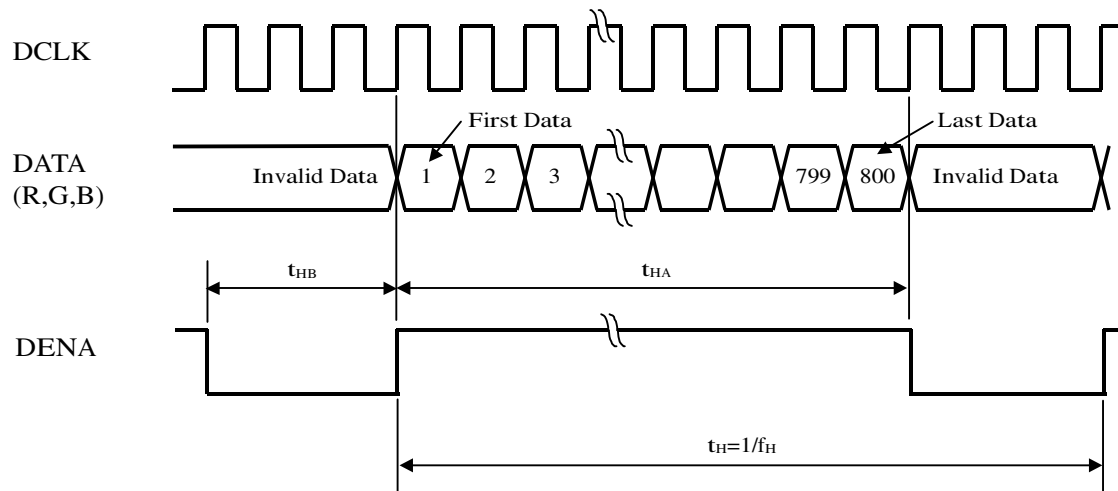 DCLK
First Data
Last Data
DATA
(R,G,B)
Invalid Data 1 2 3 799 800 Invalid Data
tHB tHA
DENA
tH=1/fH